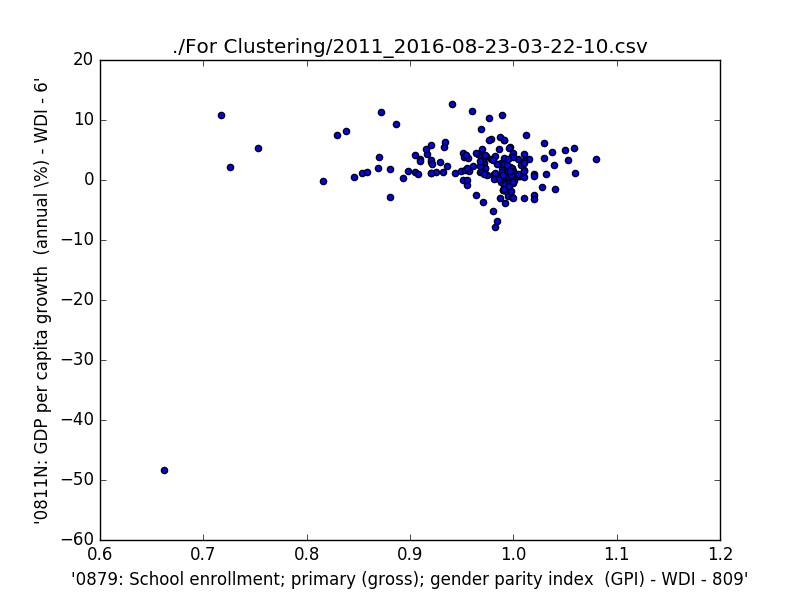 ./For Clustering/2011_2016-08-23-03-22-10.csv
20
10
0
−10
−20
−30
−40
−50
−60
'0811N: GDP per capita growth  (annual \%) - WDI - 6'
0.6 0.7 0.8 0.9 1.0 1.1 1.2
'0879: School enrollment; primary (gross); gender parity index  (GPI) - WDI - 809'